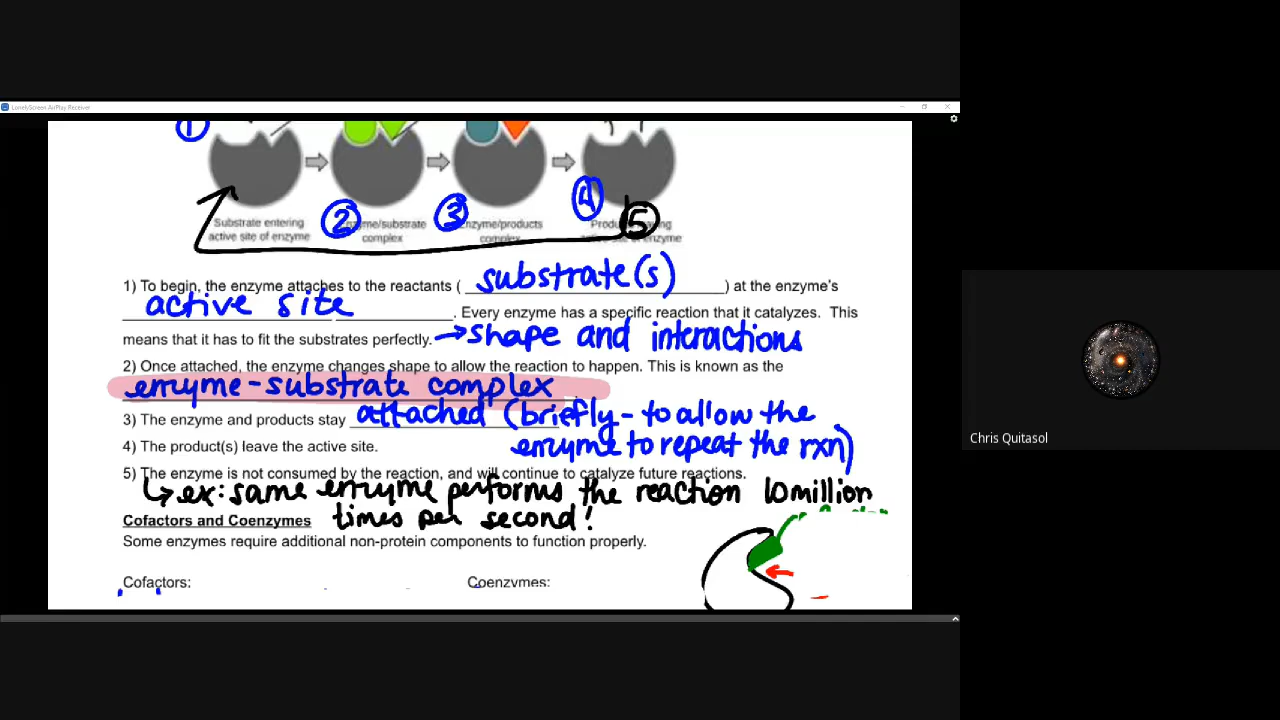 LonelyScreen AirPlay Receiver
1
2
3
4
5
Substrate entering
active site of enzyme
/substrate
complex
enzyme/products
complex
1) To begin, the enzyme attaches to the reactants ( substrate(s) ) at the enzyme's
active site . Every enzyme has a specific reaction that it catalyzes. This
means that it has to fit the substrates perfectly. → shape and interactions
2) Once attached, the enzyme changes shape to allow the reaction to happen. This is known as the
enzyme-substrate complex
3) The enzyme and products stay attached (briefly - to allow the
enzyme to repeat the rxn)
4) The product(s) leave the active site.
5) The enzyme is not consumed by the reaction, and will continue to catalyze future reactions.
↳ ex: same enzyme performs the reaction 10 million
times per second!
Cofactors and Coenzymes
Some enzymes require additional non-protein components to function properly.
Cofactors: Coenzymes:
Chris Quitasol